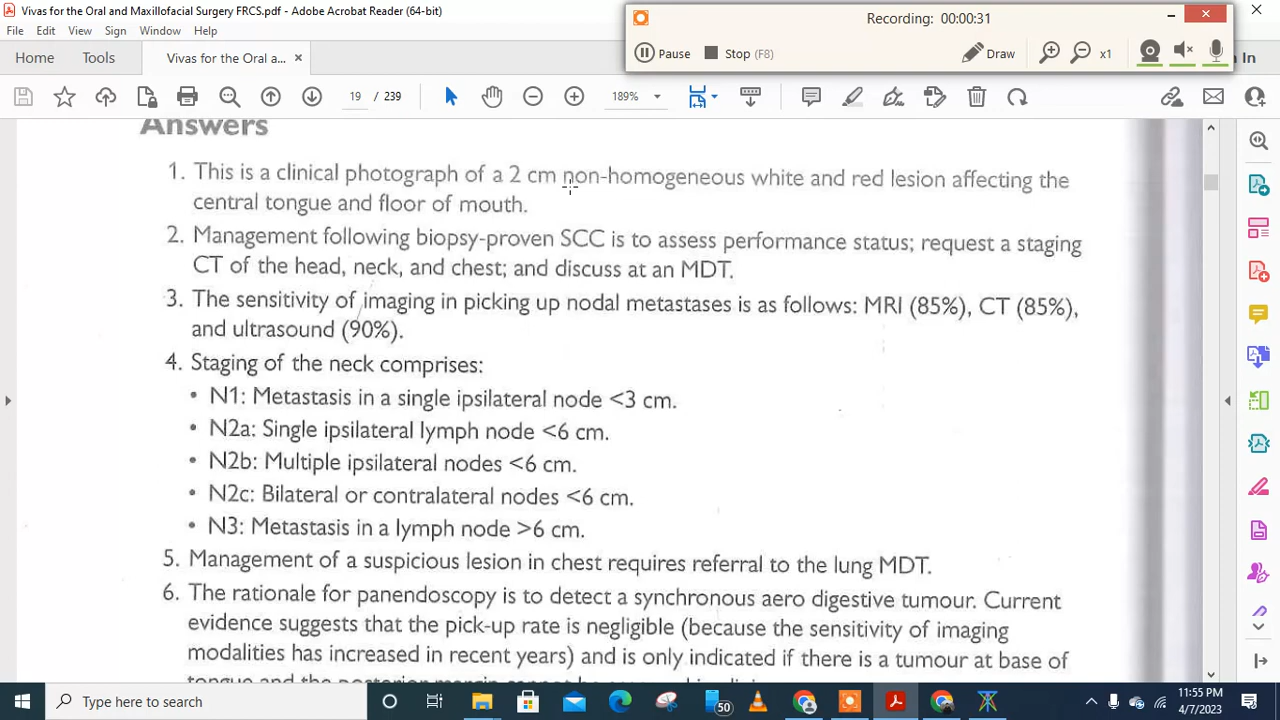 Vivas for the Oral and Maxillofacial Surgery FRCS.pdf - Adobe Acrobat Reader (64-bit)
Recording: 00:00:31
File Edit View Sign Window Help
Pause Stop (F8) Draw x1
Home Tools Vivas for the Oral a... × In
19 / 239 189%
Answers
1. This is a clinical photograph of a 2 cm non-homogeneous white and red lesion affecting the
central tongue and floor of mouth.
2. Management following biopsy-proven SCC is to assess performance status; request a staging
CT of the head, neck, and chest; and discuss at an MDT.
3. The sensitivity of imaging in picking up nodal metastases is as follows: MRI (85%), CT (85%),
and ultrasound (90%).
4. Staging of the neck comprises:
• N1: Metastasis in a single ipsilateral node <3 cm.
• N2a: Single ipsilateral lymph node <6 cm.
• N2b: Multiple ipsilateral nodes <6 cm.
• N2c: Bilateral or contralateral nodes <6 cm.
• N3: Metastasis in a lymph node >6 cm.
5. Management of a suspicious lesion in chest requires referral to the lung MDT.
6. The rationale for panendoscopy is to detect a synchronous aero digestive tumour. Current
evidence suggests that the pick-up rate is negligible (because the sensitivity of imaging
modalities has increased in recent years) and is only indicated if there is a tumour at base of
tongue and the posterior margin cannot be
Type here to search
50
11:55 PM
4/7/2023